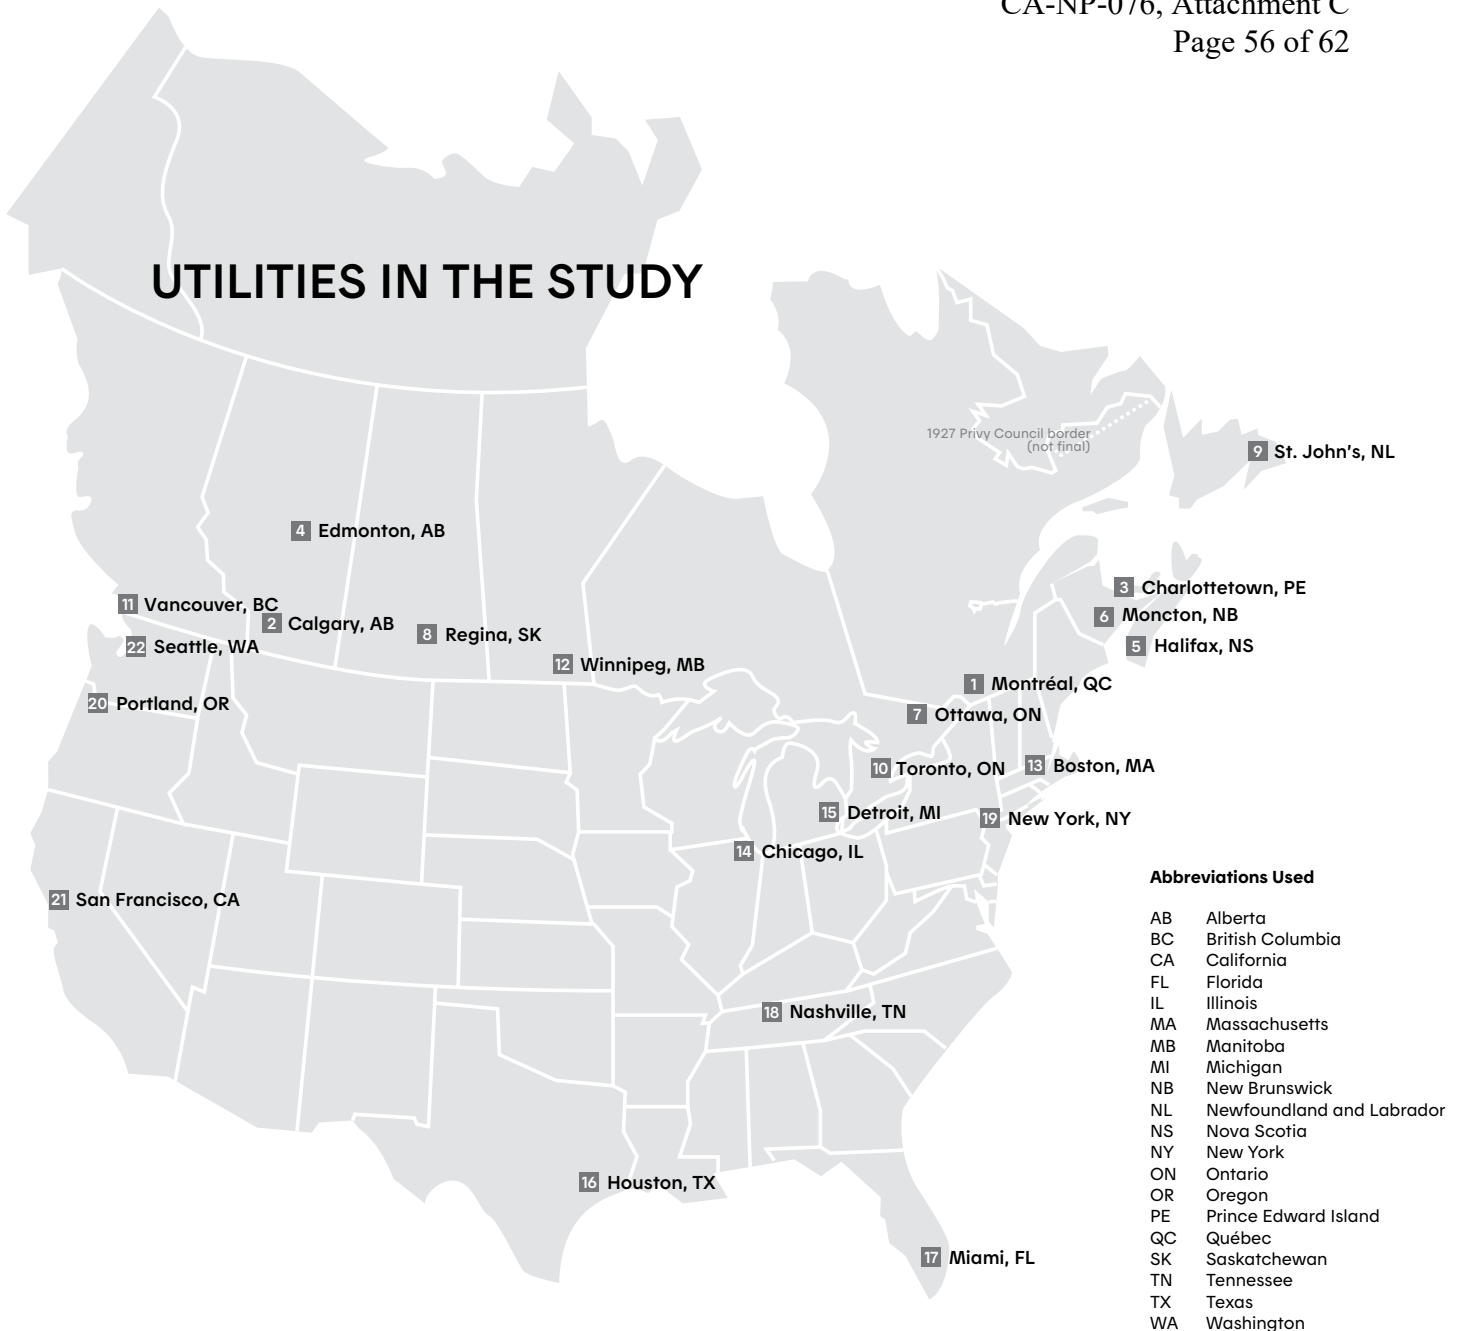 CA-NP-076, Attachment C
Page 56 of 62
UTILITIES IN THE STUDY
1927 Privy Council border
(not final)
9 St. John's, NL
4 Edmonton, AB
3 Charlottetown, PE
11 Vancouver, BC
6 Moncton, NB
2 Calgary, AB
8 Regina, SK
22 Seattle, WA
5 Halifax, NS
12 Winnipeg, MB
1 Montréal, QC
20 Portland, OR
7 Ottawa, ON
10 Toronto, ON
13 Boston, MA
15 Detroit, MI
19 New York, NY
14 Chicago, IL
21 San Francisco, CA
18 Nashville, TN
16 Houston, TX
17 Miami, FL
Abbreviations Used
AB Alberta
BC British Columbia
CA California
FL Florida
IL Illinois
MA Massachusetts
MB Manitoba
MI Michigan
NB New Brunswick
NL Newfoundland and Labrador
NS Nova Scotia
NY New York
ON Ontario
OR Oregon
PE Prince Edward Island
QC Québec
SK Saskatchewan
TN Tennessee
TX Texas
WA Washington